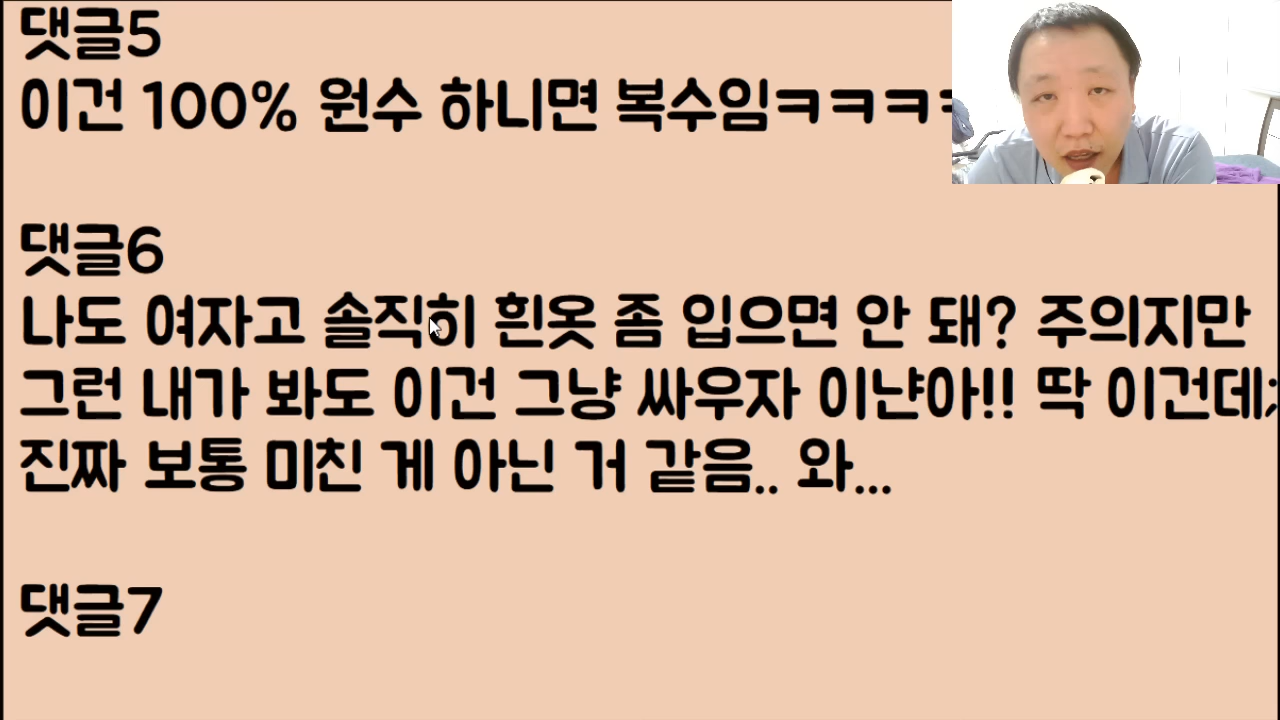 댓글5
이건 100% 원수 하니면 복수임ㅋㅋㅋ
댓글6
나도 여자고 솔직히 흰옷 좀 입으면 안 돼? 주의지만
그런 내가 봐도 이건 그냥 싸우자 이냔아!! 딱 이건데
진짜 보통 미친 게 아닌 거 같음.. 와...
댓글7